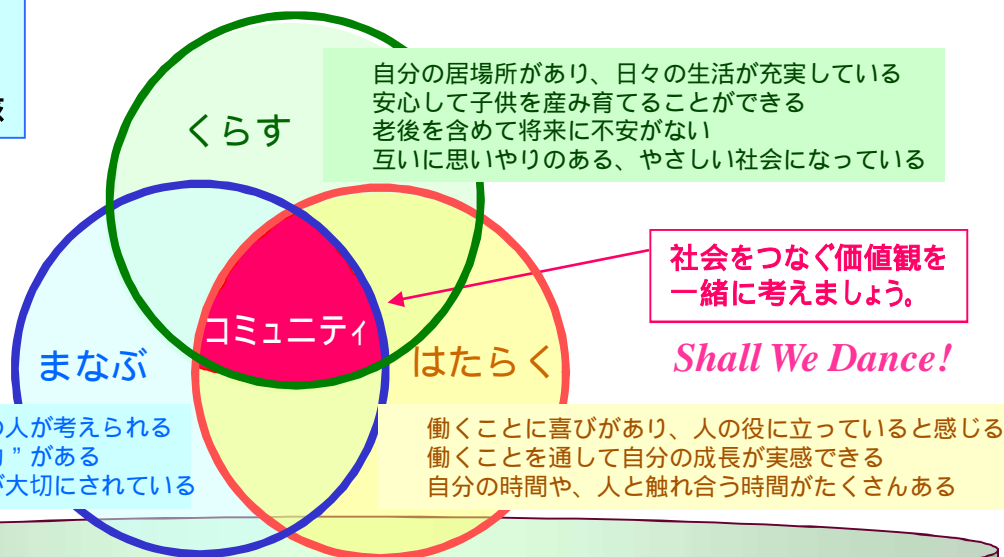 くらす
自分の居場所があり、日々の生活が充実している
安心して子供を産み育てることができる
老後を含めて将来に不安がない
互いに思いやりのある、やさしい社会になっている
社会をつなぐ価値観を
一緒に考えましょう。
Shall We Dance!
コミュニティ
まなぶ
はたらく
の人が考えられる
”がある
が大切にされている
働くことに喜びがあり、人の役に立っていると感じる
働くことを通して自分の成長が実感できる
自分の時間や、人と触れ合う時間がたくさんある